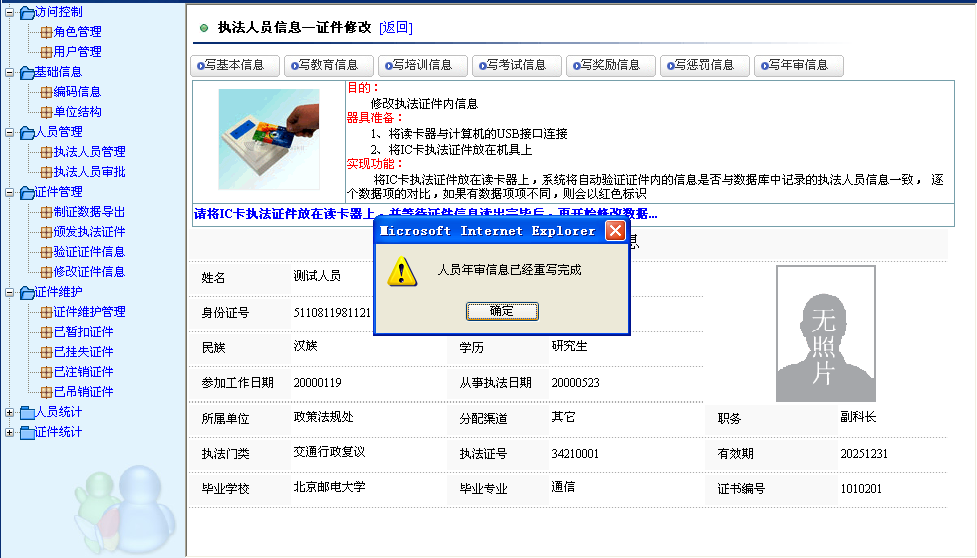 访问控制
角色管理
用户管理
基础信息
编码信息
单位结构
人员管理
执法人员管理
执法人员审批
证件管理
制证数据导出
颁发执法证件
验证证件信息
修改证件信息
证件维护
证件维护管理
已暂扣证件
已挂失证件
已注销证件
已吊销证件
人员统计
证件统计
执法人员信息—证件修改 [返回]
写基本信息 写教育信息 写培训信息 写考试信息 写奖励信息 写惩罚信息 写年审信息
目的：
修改执法证件内信息
器具准备：
1、将读卡器与计算机的USB接口连接
2、将IC卡执法证件放在机具上
实现功能：
将IC卡执法证件放在读卡器上，系统将自动验证证件内的信息是否与数据库中记录的执法人员信息一致， 逐
个数据项的对比，如果有数据项项不同，则会以红色标识
请将IC卡执法证件放在读卡器上，并等待证件信息读出完毕后，再开始修改数据...
Microsoft Internet Explorer
人员年审信息已经重写完成
确定
息
姓名 测试人员
身份证号 5110811981121
民族 汉族 学历 研究生
参加工作日期 20000119 从事执法日期 20000523
无照片
所属单位 政策法规处 分配渠道 其它 职务 副科长
执法门类 交通行政复议 执法证号 34210001 有效期 20251231
毕业学校 北京邮电大学 毕业专业 通信 证书编号 1010201